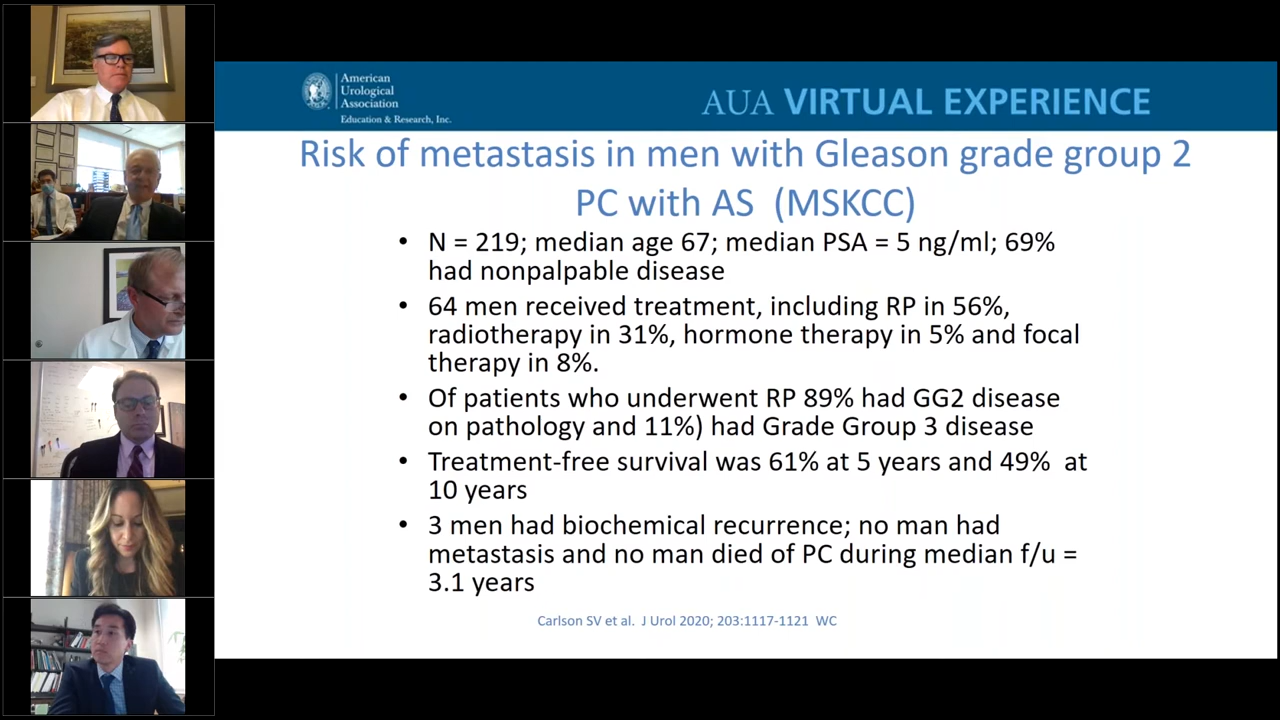 American
Urological
Association
Education & Research, Inc.
AUA VIRTUAL EXPERIENCE
Risk of metastasis in men with Gleason grade group 2
PC with AS (MSKCC)
• N = 219; median age 67; median PSA = 5 ng/ml; 69%
had nonpalpable disease
• 64 men received treatment, including RP in 56%,
radiotherapy in 31%, hormone therapy in 5% and focal
therapy in 8%.
• Of patients who underwent RP 89% had GG2 disease
on pathology and 11%) had Grade Group 3 disease
• Treatment-free survival was 61% at 5 years and 49% at
10 years
• 3 men had biochemical recurrence; no man had
metastasis and no man died of PC during median f/u =
3.1 years
Carlson SV et al. J Urol 2020; 203:1117-1121 WC